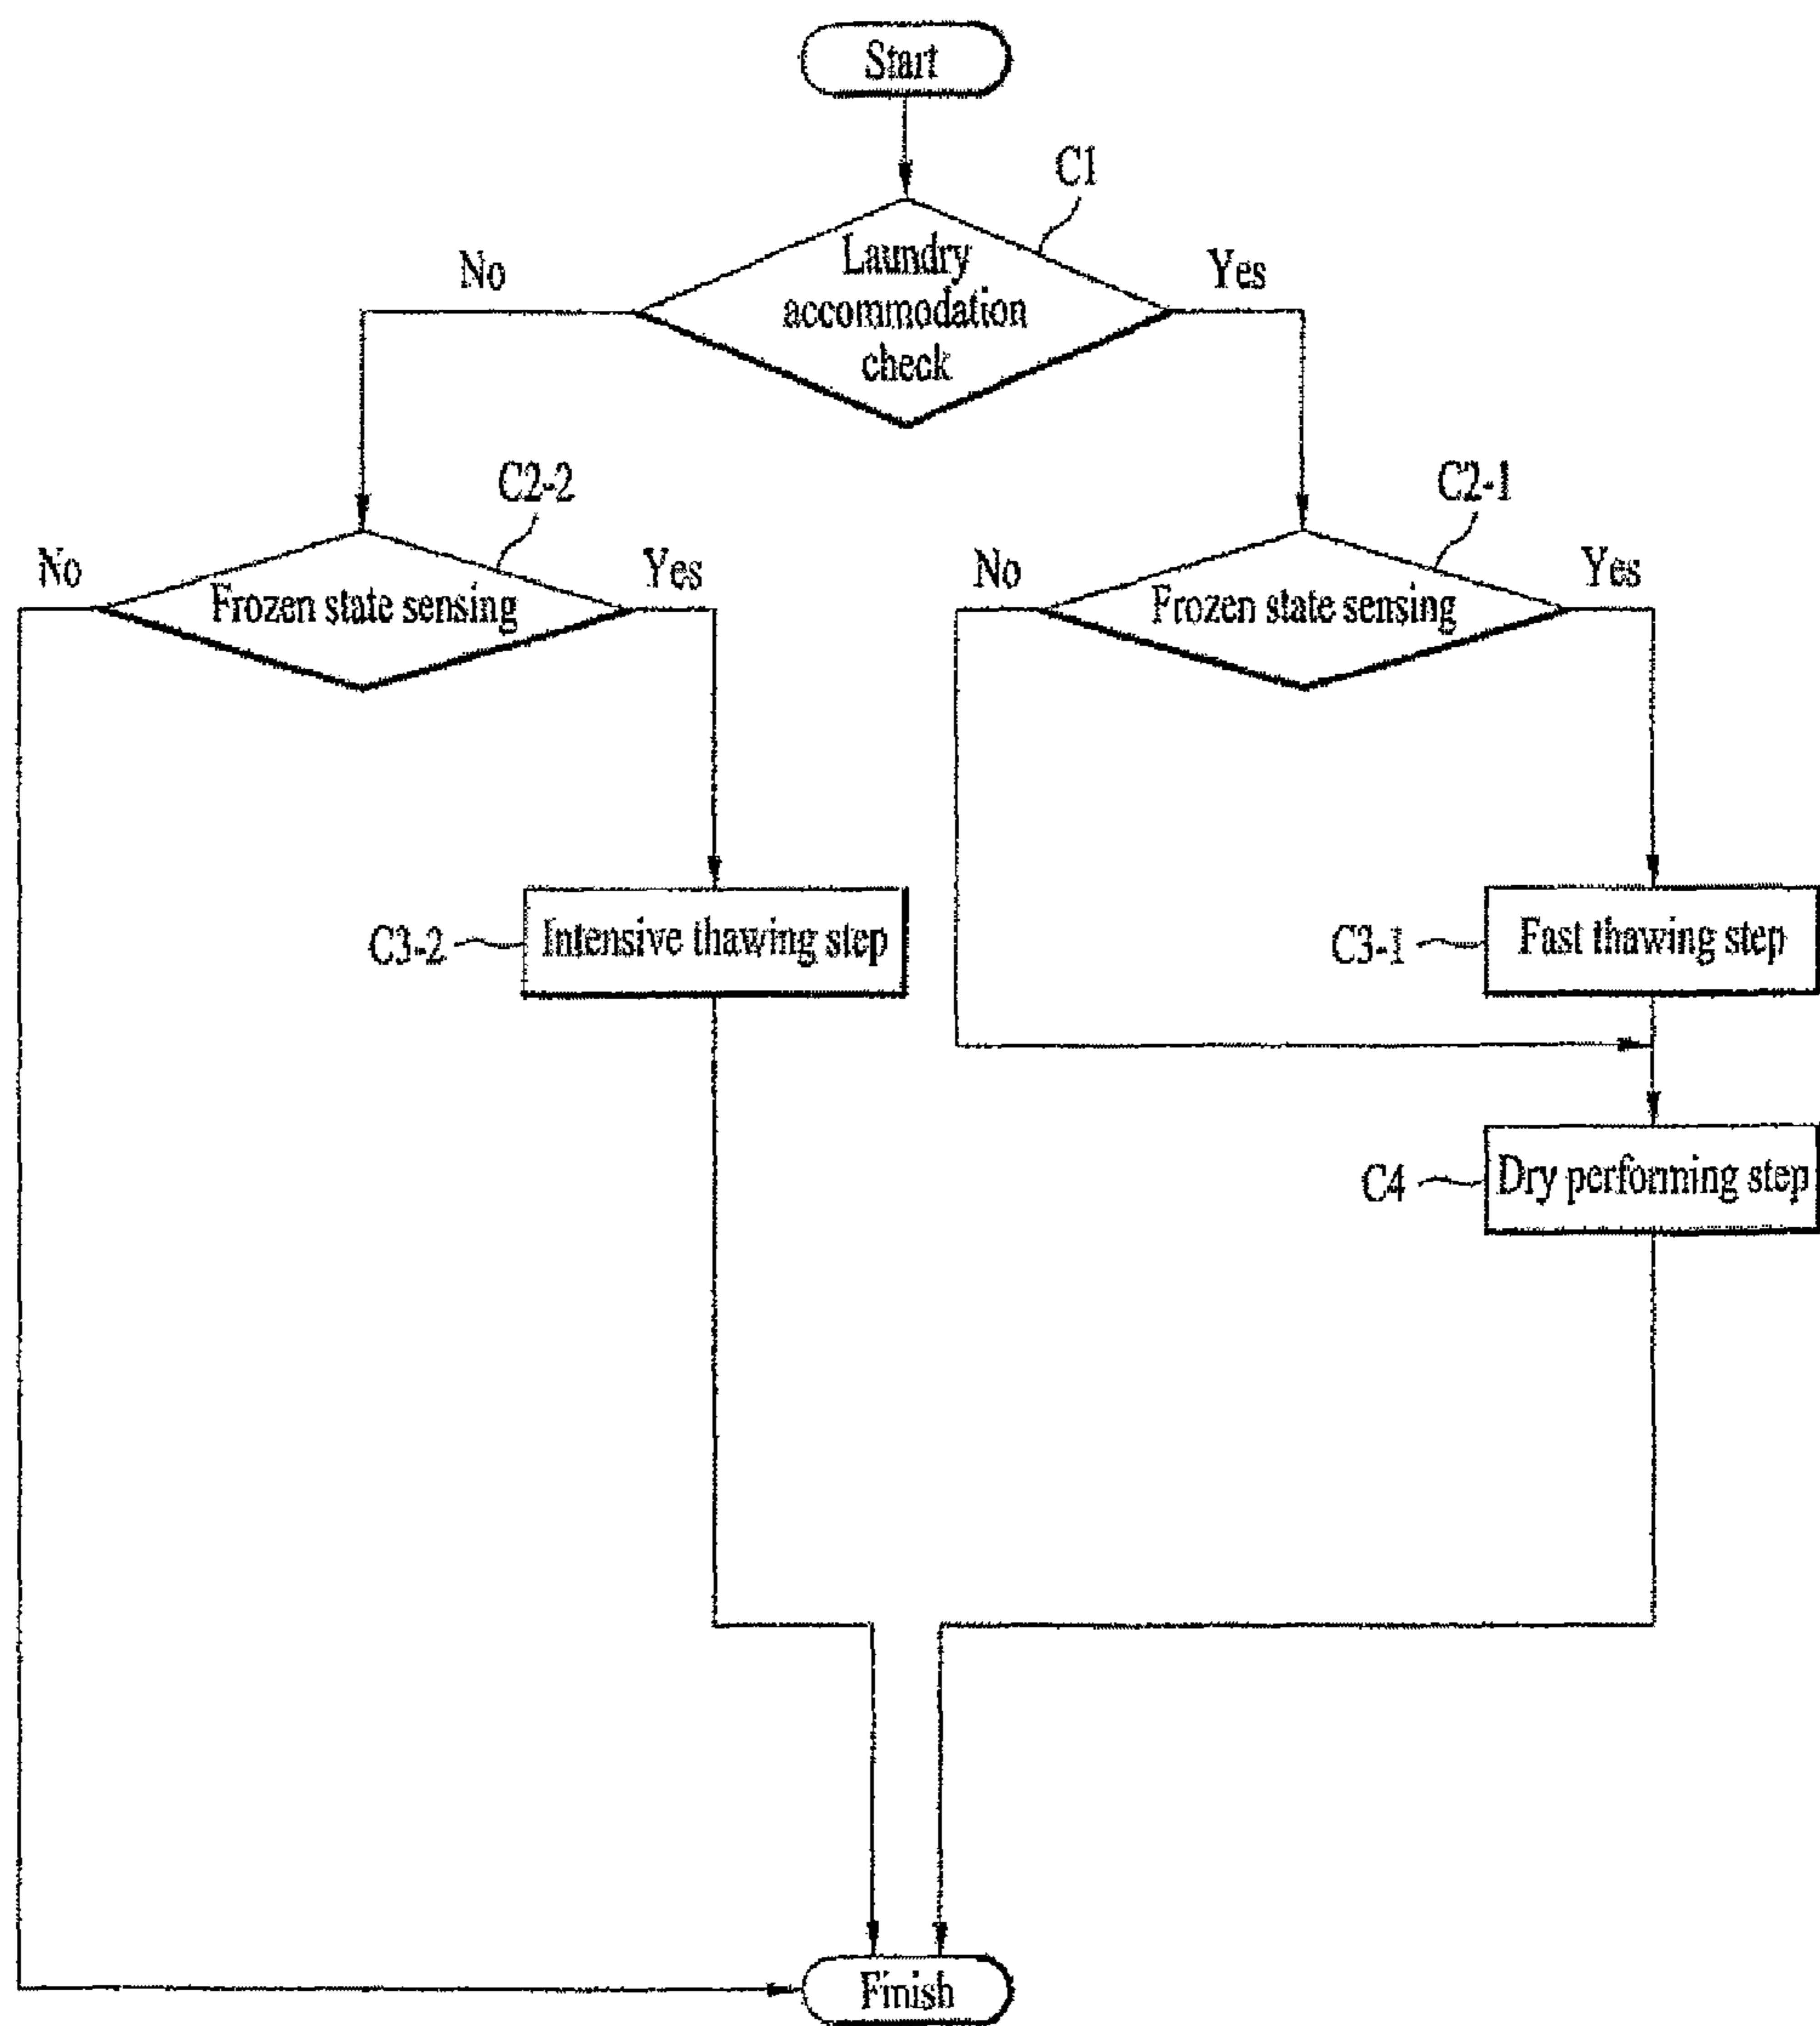 Start
C1
No
Yes
Laundry
accommodation
check
C2-2
C2-1
No
Yes
No
Yes
Frozen state sensing
Frozen state sensing
C3-2
Intensive thawing step
C3-1
Fast thawing step
C4
Dry performing step
Finish